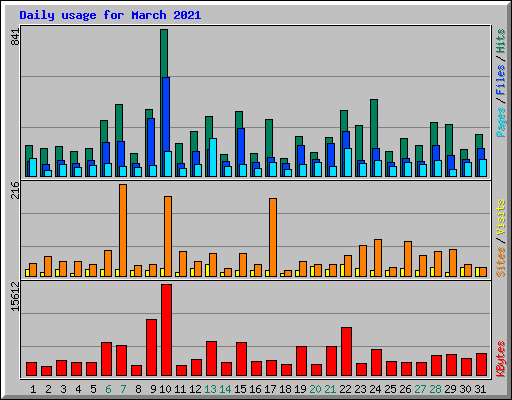 Daily usage for March 2021
841
Pages / Files / Hits
216
Sites / Visits
15612
KBytes
1 2 3 4 5 6 7 8 9 10 11 12 13 14 15 16 17 18 19 20 21 22 23 24 25 26 27 28 29 30 31